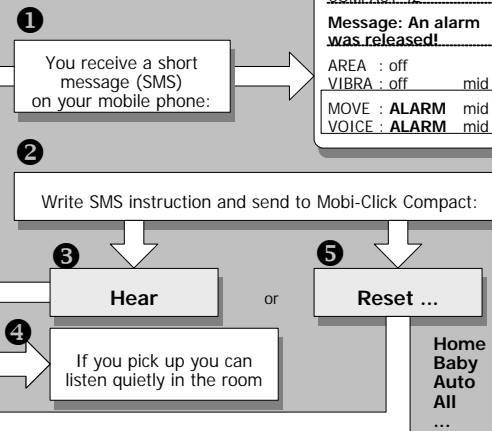 ❶
You receive a short
message (SMS)
on your mobile phone:
Message: An alarm
was released!
AREA : off
VIBRA : off mid
MOVE : ALARM mid
VOICE : ALARM mid
❷
Write SMS instruction and send to Mobi-Click Compact:
❸
Hear
or
❺
Reset ...
❹
If you pick up you can
listen quietly in the room
Home
Baby
Auto
All
...